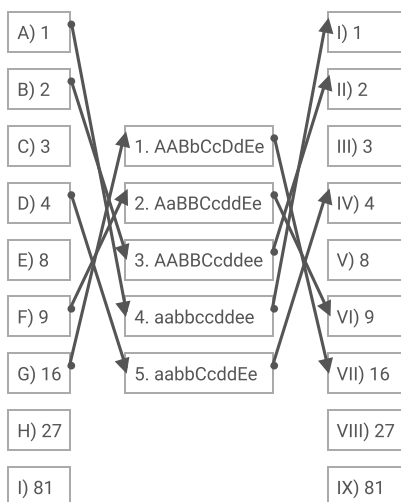 A) 1
B) 2
C) 3
D) 4
E) 8
F) 9
G) 16
H) 27
I) 81
1. AABbCcDdEe
2. AaBBCcddEe
3. AABBCcddee
4. aabbccddee
5. aabbCcddEe
I) 1
II) 2
III) 3
IV) 4
V) 8
VI) 9
VII) 16
VIII) 27
IX) 81